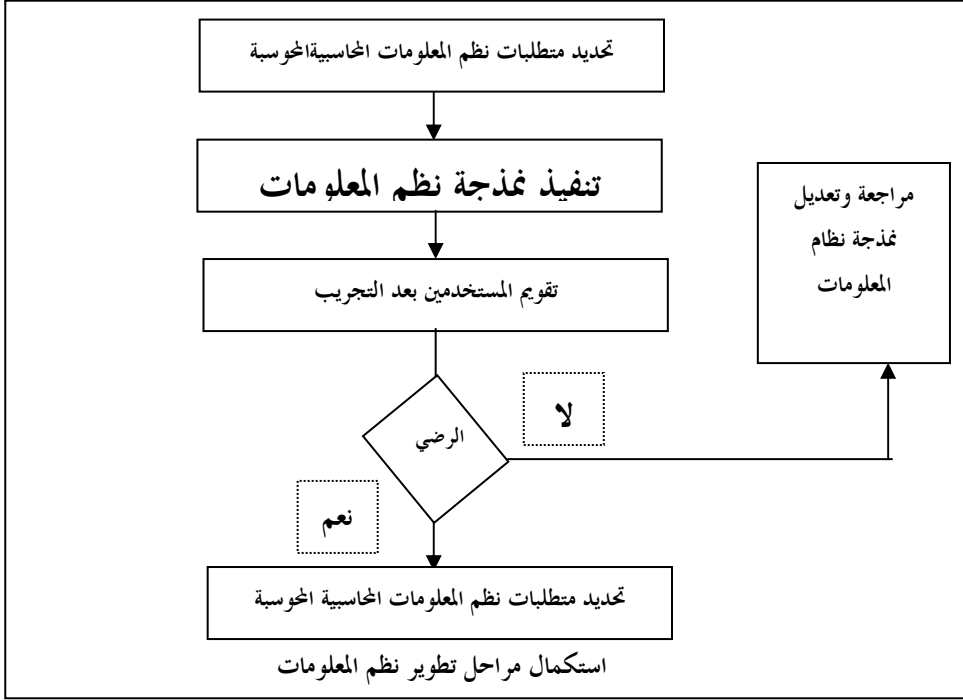 تحديد متطلبات نظم المعلومات المحاسبيةالمحوسبة
تنفيذ نمذجة نظم المعلومات
مراجعة وتعديل
نمذجة نظام
المعلومات
تقويم المستخدمين بعد التجريب
لا
الرضي
نعم
تحديد متطلبات نظم المعلومات المحاسبية المحوسبة
استكمال مراحل تطوير نظم المعلومات